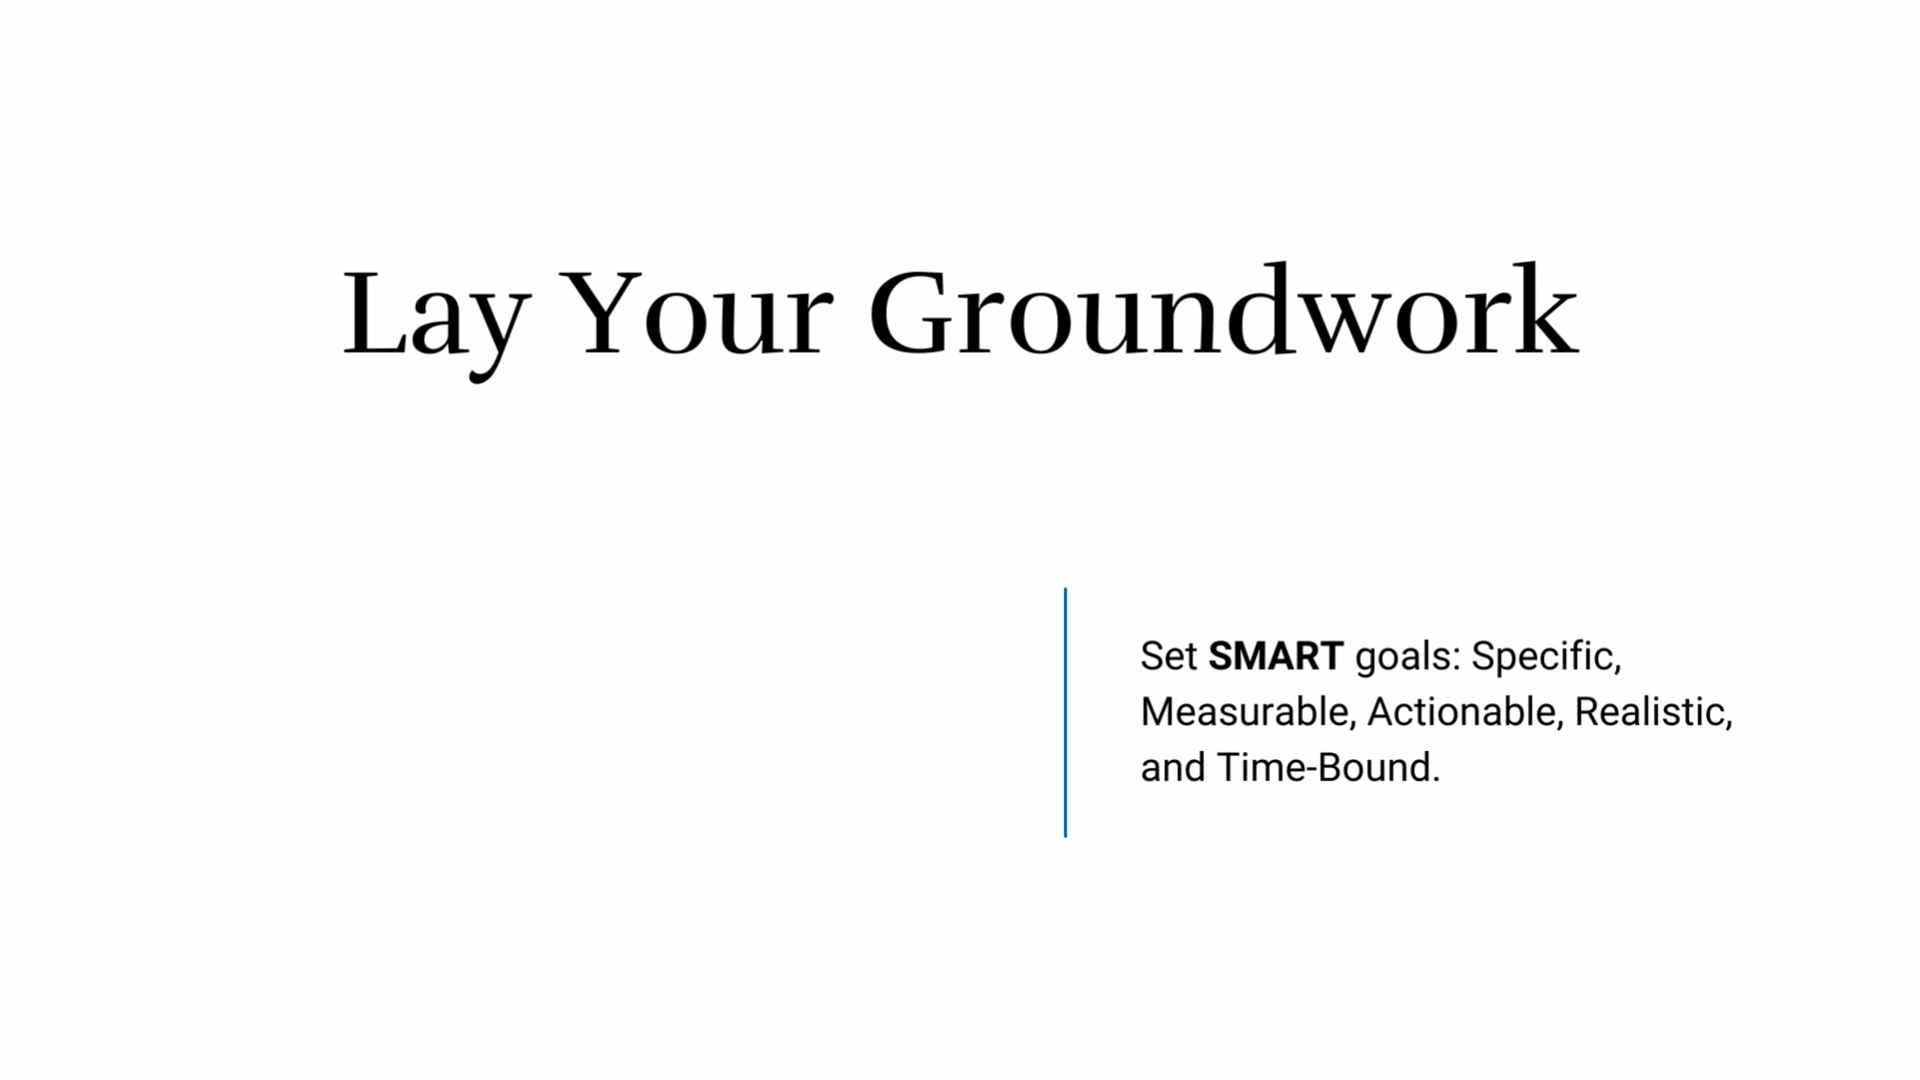 Lay Your Groundwork
Set SMART goals: Specific,
Measurable, Actionable, Realistic,
and Time-Bound.